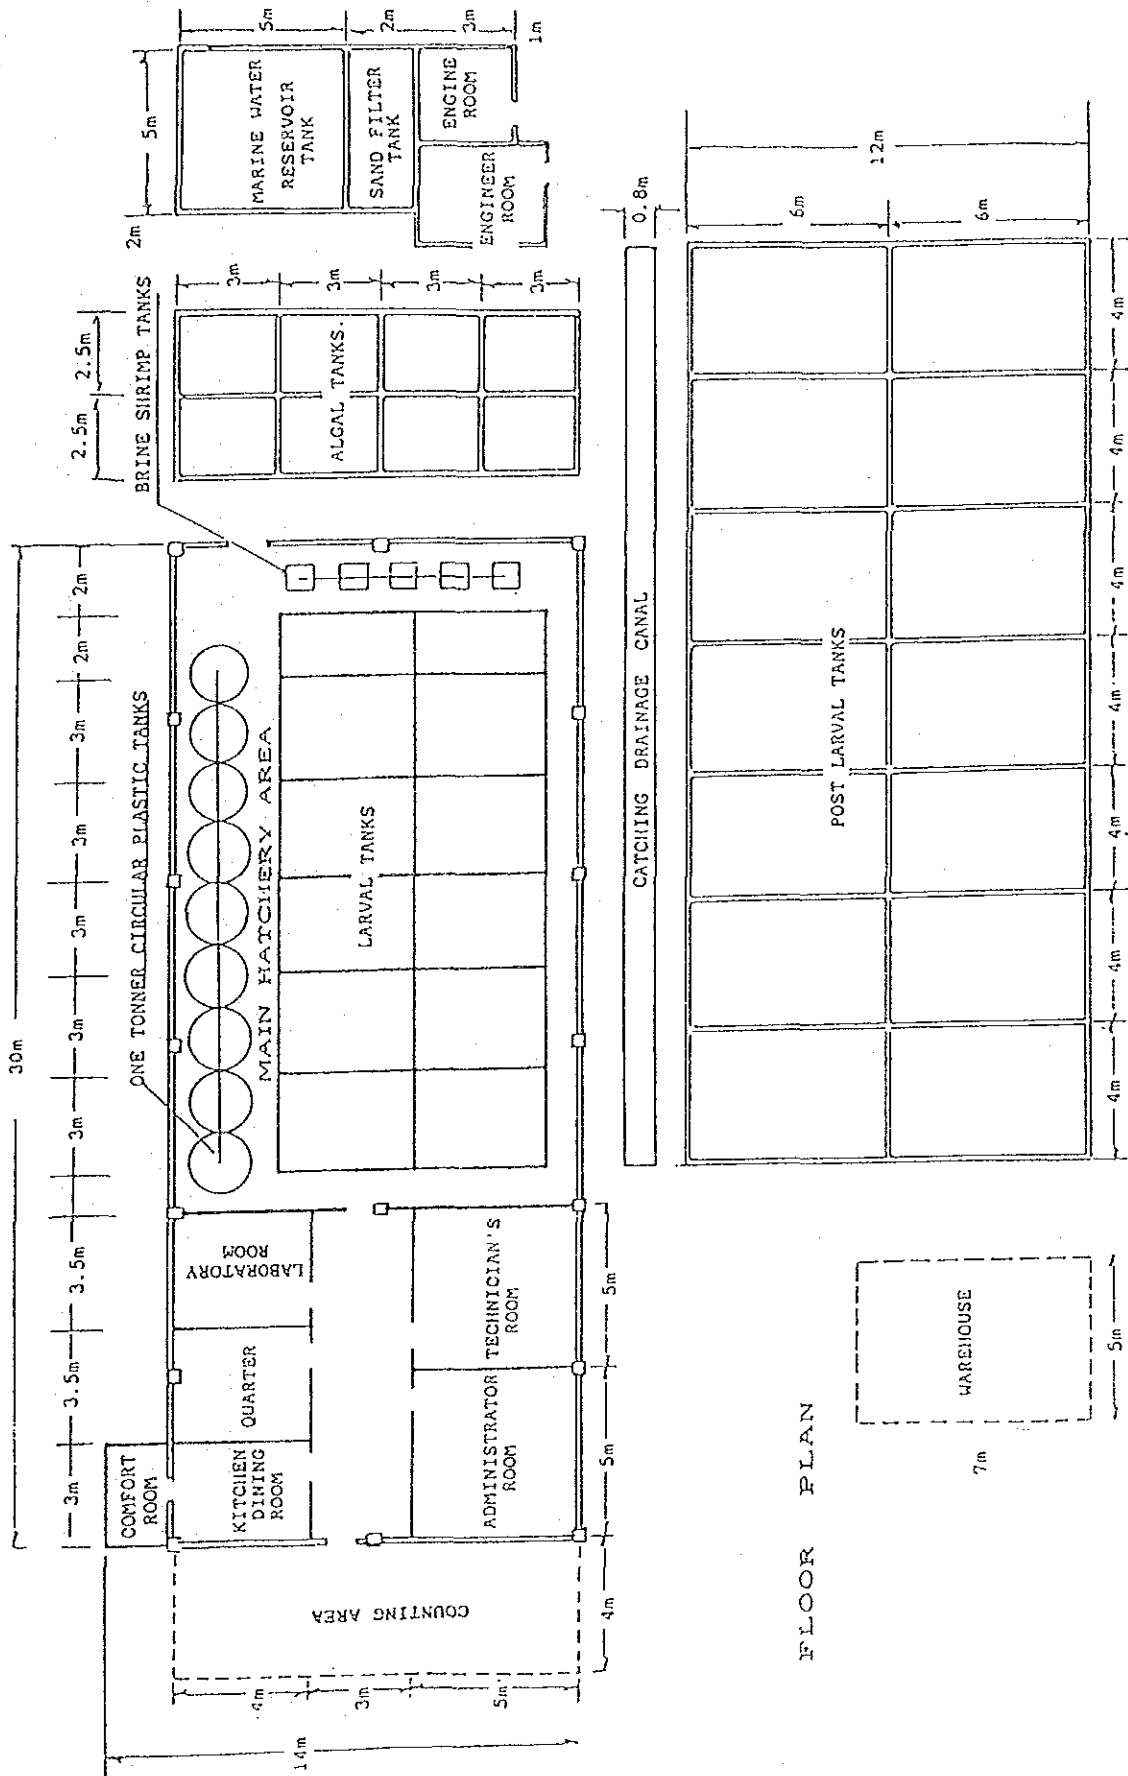 30m
3m
3.5m
3.5m
3m
3m
3m
3m
3m
2m
2m
ONE TONNER CIRCULAR PLASTIC TANKS
BRINE SHRIMP TANKS
2.5m
2.5m
2m
5m
14m
4m
3m
5m
COUNTING AREA
COMFORT
ROOM
KITCHEN
DINING
ROOM
QUARTER
LABORATORY
ROOM
ADMINISTRATOR
ROOM
TECHNICIAN'S
ROOM
MAIN HATCHERY AREA
LARVAL TANKS
ALGAL TANKS.
3m
3m
3m
3m
MARINE WATER
RESERVOIR
TANK
SAND FILTER
TANK
ENGINE
ROOM
ENGINEER
ROOM
5m
2m
3m
1m
4m
5m
5m
CATCHING DRAINAGE CANAL
0.8m
POST LARVAL TANKS
6m
6m
12m
4m
4m
4m
4m
4m
4m
4m
WAREHOUSE
7m
5m
FLOOR PLAN